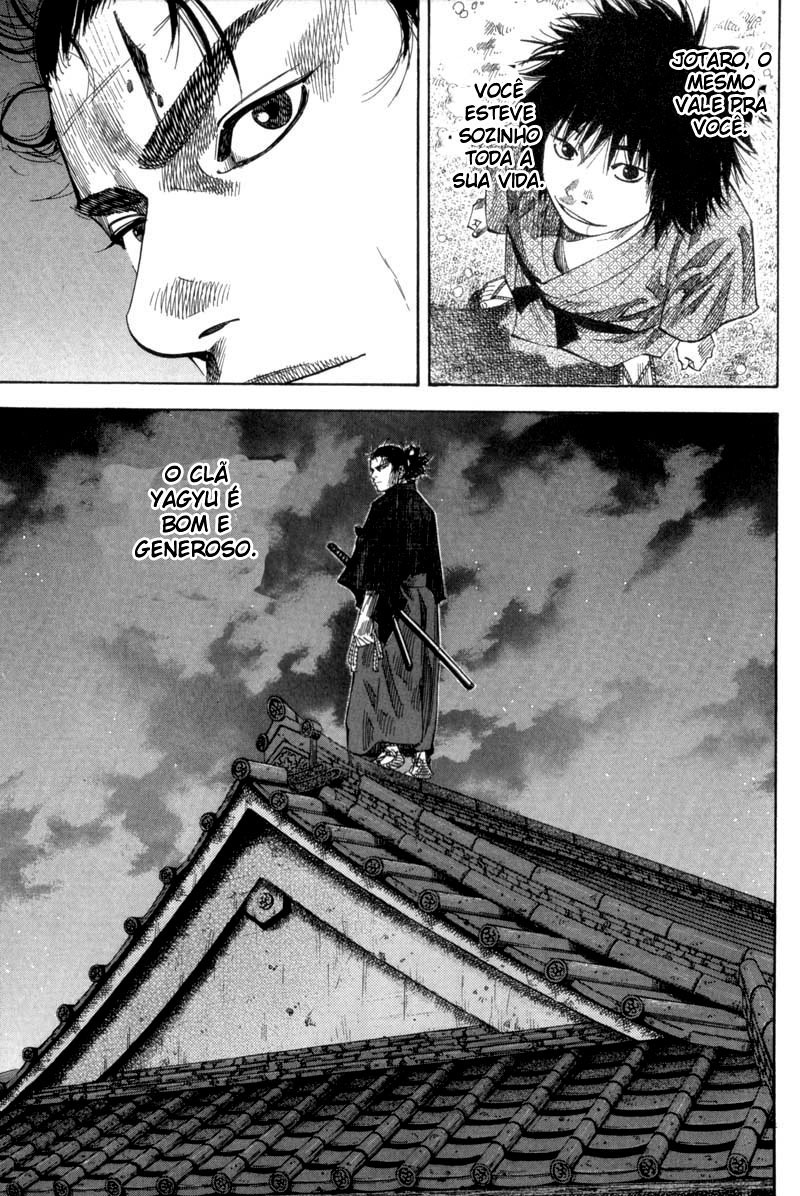 JOTARO, O
MESMO
VALE PRA
VOCÊ.
VOCÊ
ESTEVE
SOZINHO
TODA A
SUA VIDA.
O CLÃ
YAGYU É
BOM E
GENEROSO.